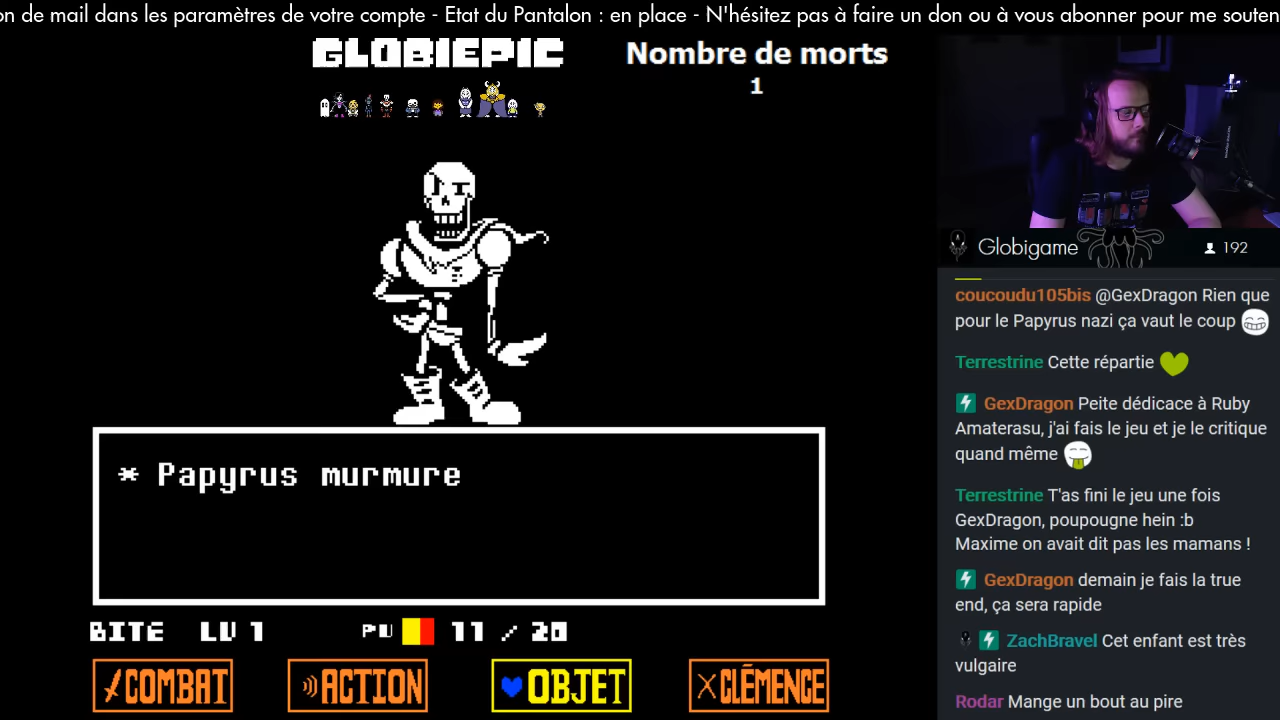 on de mail dans les paramètres de votre compte - Etat du Pantalon : en place - N'hésitez pas à faire un don ou à vous abonner pour me souten
GLOBIEPIC
Nombre de morts
1
* Papyrus murmure
BITE LV 1 PV 11 / 20
COMBAT ACTION OBJET CLÉMENCE
Globigame 192
coucoudu105bis @GexDragon Rien que
pour le Papyrus nazi ça vaut le coup
Terrestrine Cette répartie
GexDragon Peite dédicace à Ruby
Amaterasu, j'ai fais le jeu et je le critique
quand même
Terrestrine T'as fini le jeu une fois
GexDragon, poupougne hein :b
Maxime on avait dit pas les mamans !
GexDragon demain je fais la true
end, ça sera rapide
ZachBravel Cet enfant est très
vulgaire
Rodar Mange un bout au pire